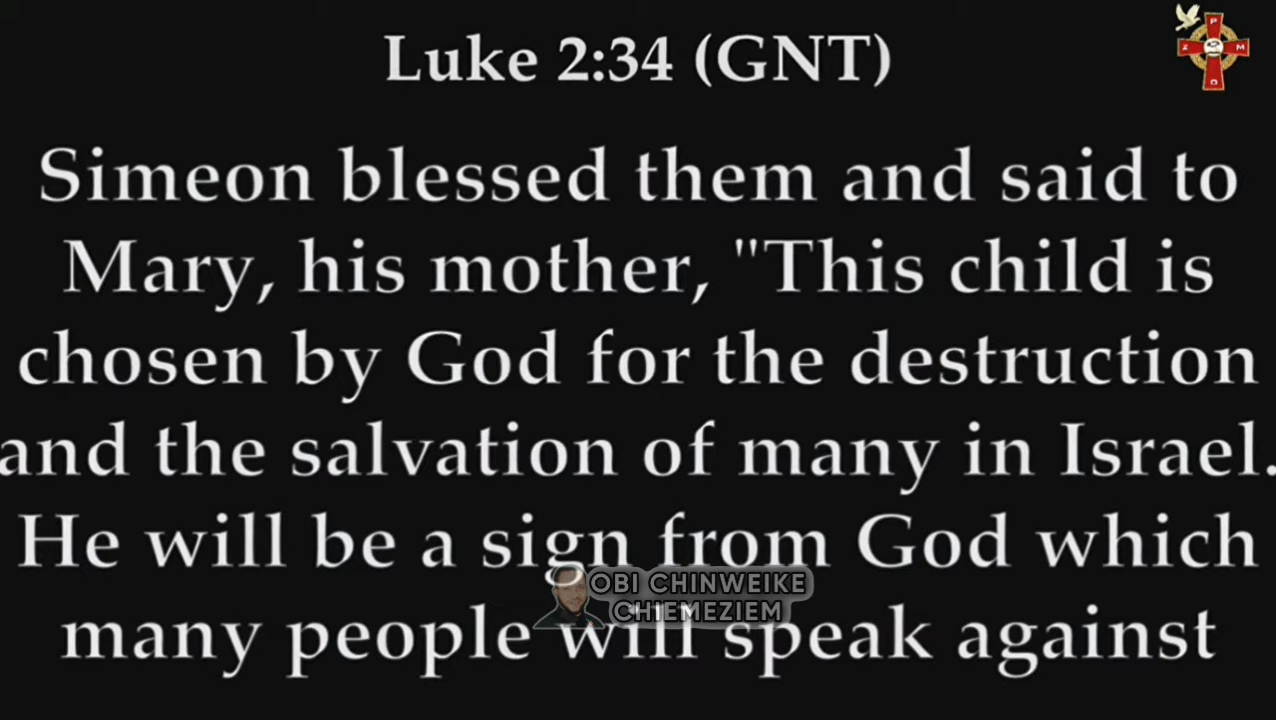 Luke 2:34 (GNT)
Simeon blessed them and said to
Mary, his mother, "This child is
chosen by God for the destruction
and the salvation of many in Israel.
He will be a sign from God which
many people will speak against
OBI CHINWEIKE
CHIEMEZIEM
P
Z M